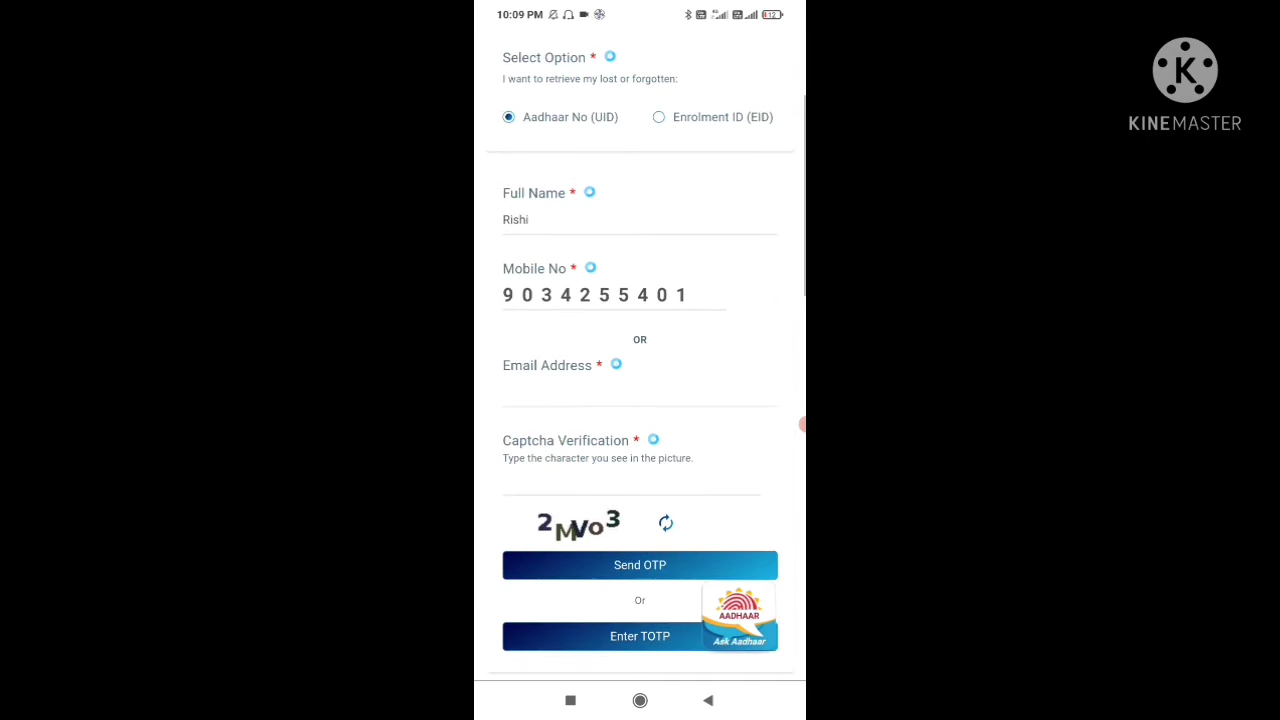 10:09 PM
12
Select Option *
I want to retrieve my lost or forgotten:
Aadhaar No (UID) Enrolment ID (EID)
Full Name *
Rishi
Mobile No *
9034255401
OR
Email Address *
Captcha Verification *
Type the character you see in the picture.
2MVo3
Send OTP
Or
Enter TOTP
AADHAAR
Ask Aadhaar
K
KINEMASTER